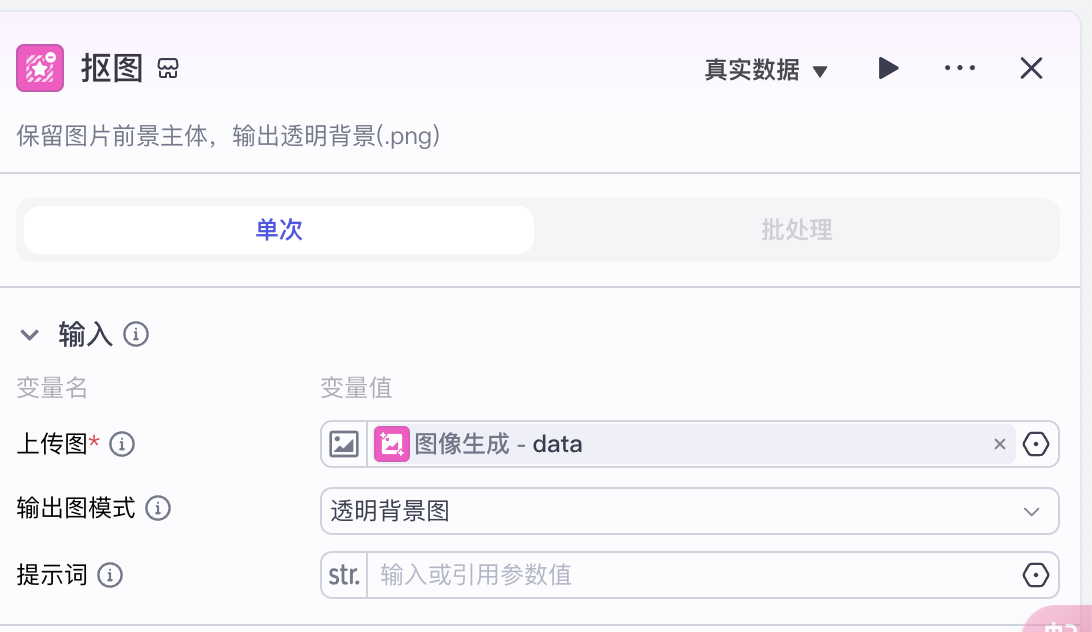 抠图
真实数据
保留图片前景主体，输出透明背景(.png)
单次 批处理
输入
变量名 变量值
上传图* 图像生成 - data
输出图模式 透明背景图
提示词 str. 输入或引用参数值